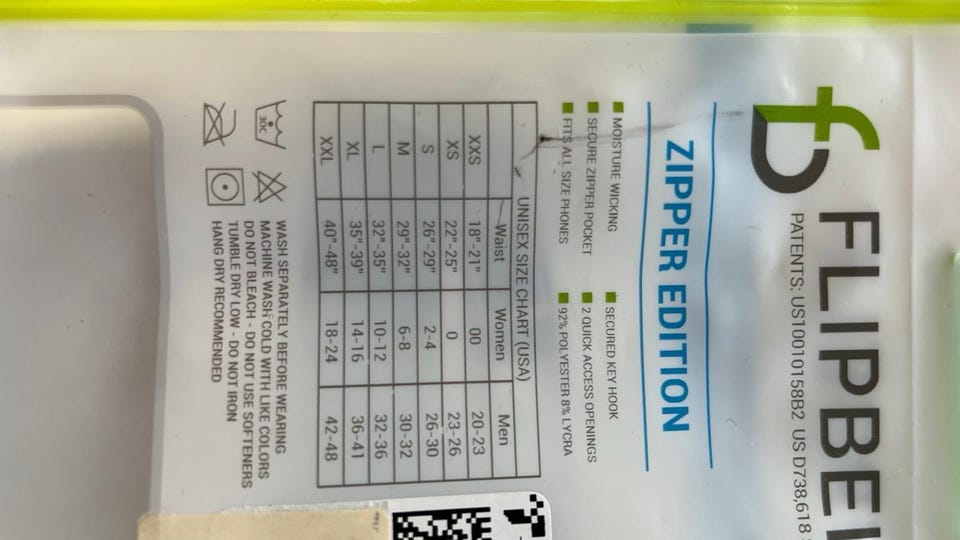 FLIPBEL
PATENTS: US10010158B2 US D738,618
ZIPPER EDITION
MOISTURE WICKING
SECURE ZIPPER POCKET
FITS ALL SIZE PHONES
SECURED KEY HOOK
2 QUICK ACCESS OPENINGS
92% POLYESTER 8% LYCRA
UNISEX SIZE CHART (USA)
Waist Women Men
XXS 18"-21" 00 20-23
XS 22"-25" 0 23-26
S 26"-29" 2-4 26-30
M 29"-32" 6-8 30-32
L 32"-35" 10-12 32-36
XL 35"-39" 14-16 36-41
XXL 40"-48" 18-24 42-48
30C
WASH SEPARATELY BEFORE WEARING
MACHINE WASH COLD WITH LIKE COLORS
DO NOT BLEACH - DO NOT USE SOFTENERS
TUMBLE DRY LOW - DO NOT IRON
HANG DRY RECOMMENDED